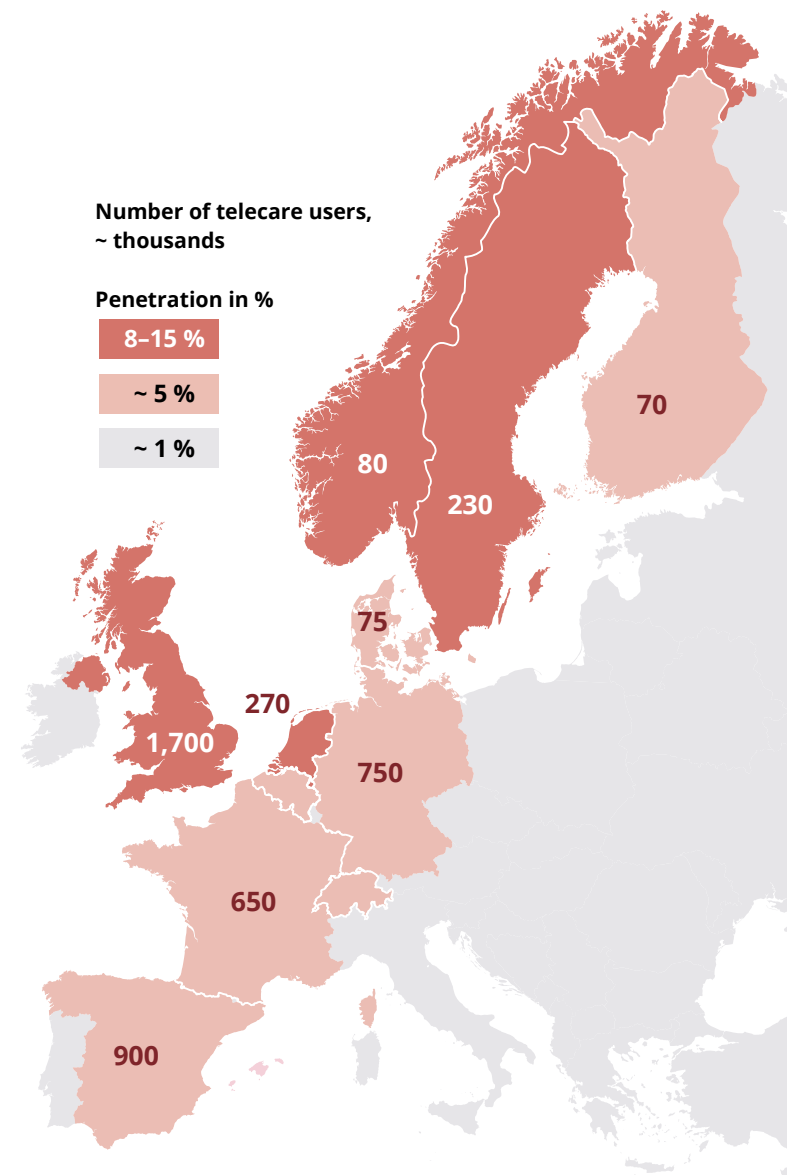 Number of telecare users,
~ thousands
Penetration in %
8–15 %
~ 5 %
~ 1 %
70
80
230
75
270
1,700
750
650
900